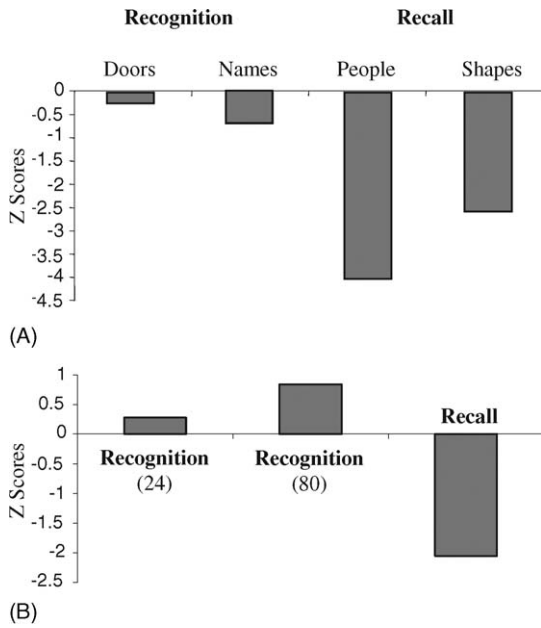 Recognition Recall
Doors Names People Shapes
0
-0.5
-1
-1.5
-2
-2.5
-3
-3.5
-4
-4.5
Z Scores
(A)
1
0.5
0
-0.5
-1
-1.5
-2
-2.5
Z Scores
Recall
Recognition Recognition
(24) (80)
(B)